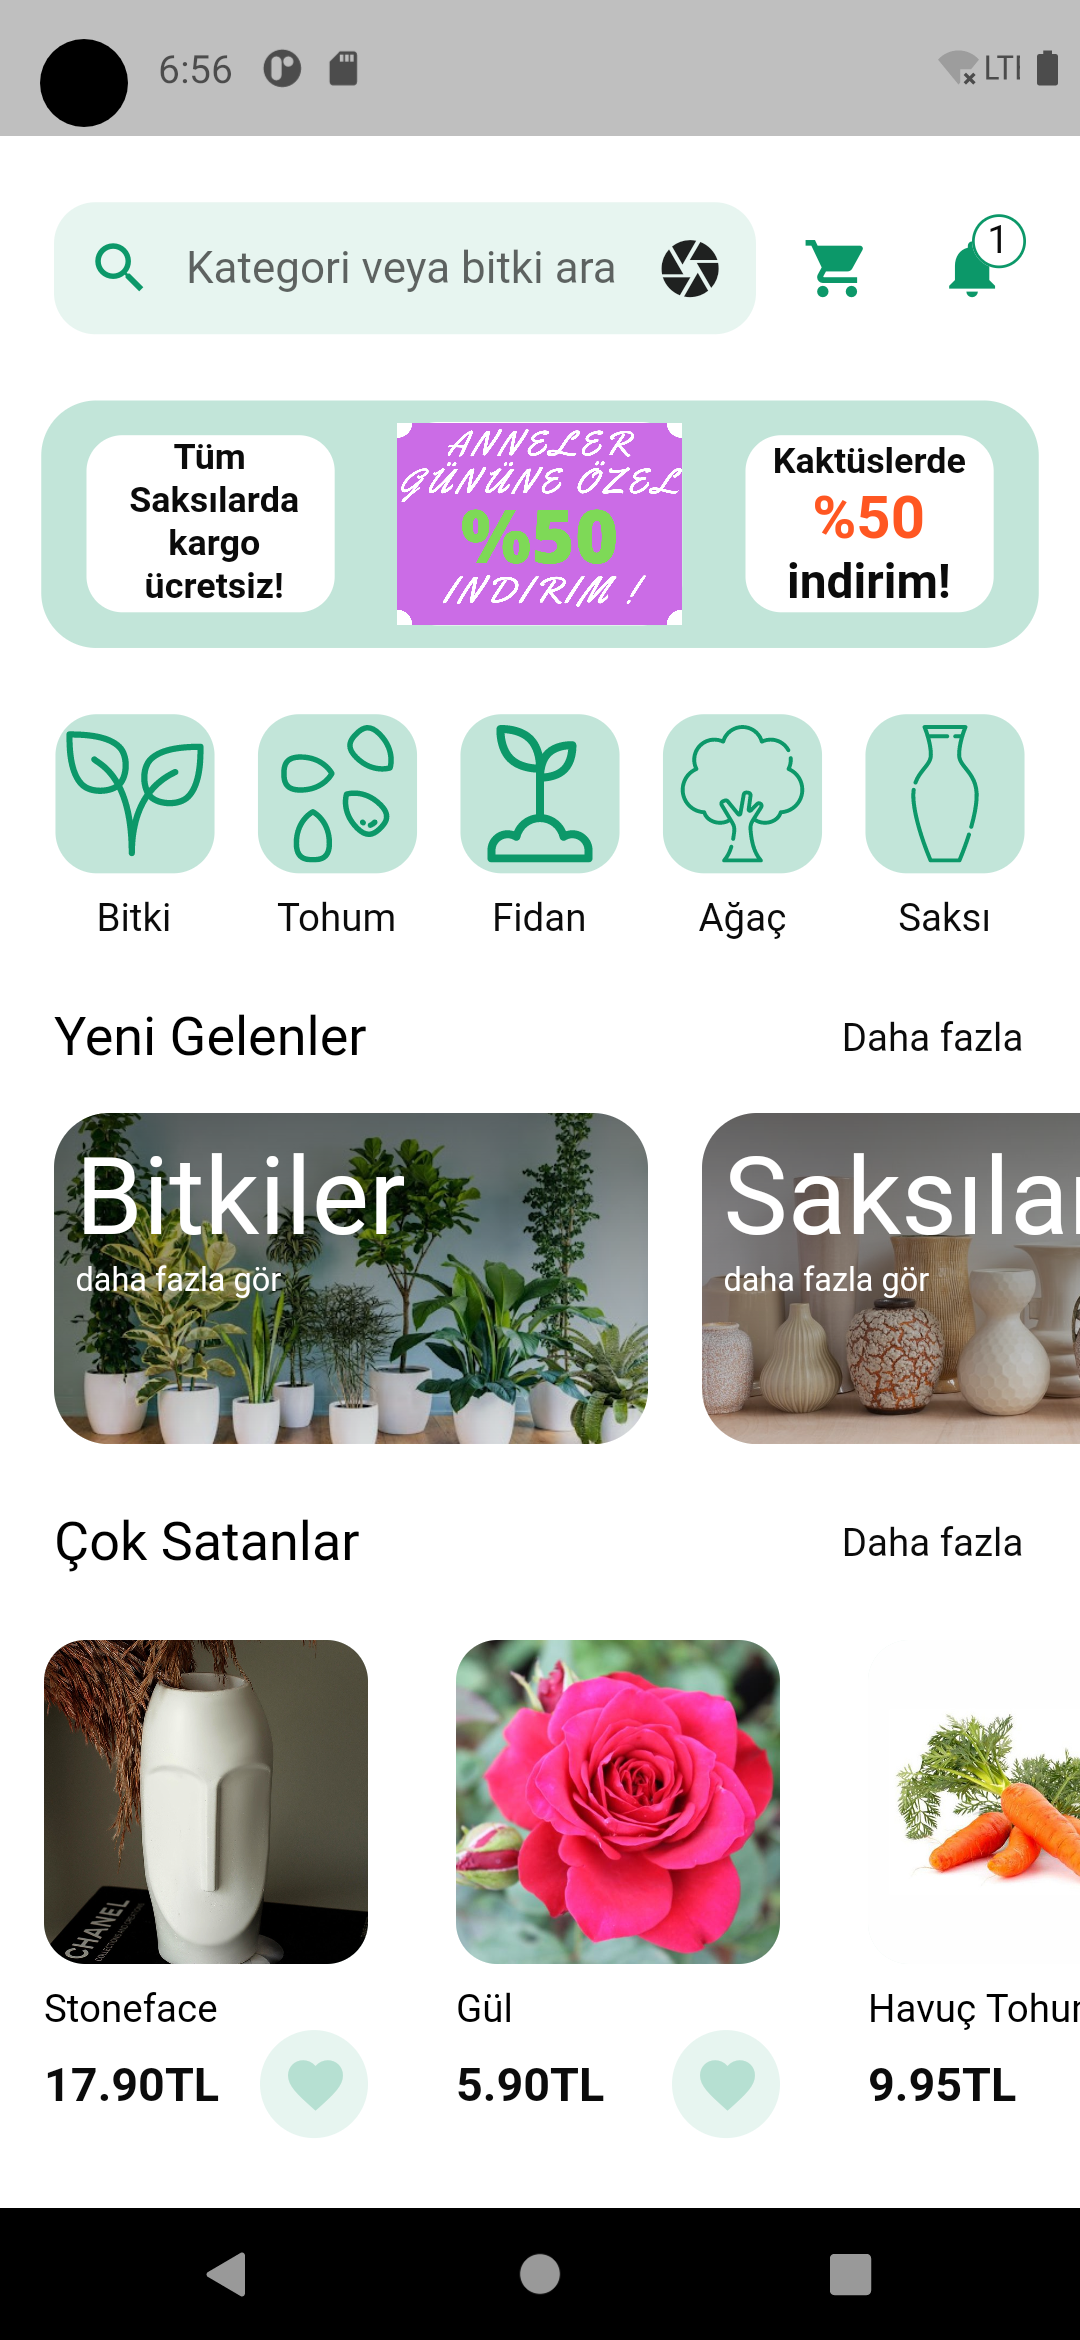 6:56
LTE
Kategori veya bitki ara
1
Tüm
Saksılarda
kargo
ücretsiz!
ANNELER
GÜNÜNE ÖZEL
%50
INDIRIM !
Kaktüslerde
%50
indirim!
Bitki
Tohum
Fidan
Ağaç
Saksı
Yeni Gelenler
Daha fazla
Bitkiler
daha fazla gör
Saksılar
daha fazla gör
Çok Satanlar
Daha fazla
CHANEL
Stoneface
17.90TL
Gül
5.90TL
Havuç Tohum
9.95TL